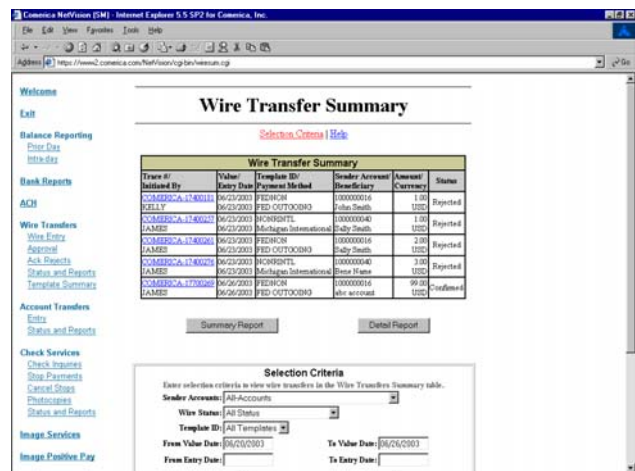 Comerica NetVision (SM) - Internet Explorer 5.5 SP2 for Comerica, Inc.
File Edit View Favorites Tools Help
Address https://www2.comerica.com/NetVision/cgi-bin/wiresum.cgi Go
Welcome
Exit
Balance Reporting
Prior Day
Intra-day
Bank Reports
ACH
Wire Transfers
Wire Entry
Approval
Ack Rejects
Status and Reports
Template Summary
Account Transfers
Entry
Status and Reports
Check Services
Check Inquiries
Stop Payments
Cancel Stops
Photocopies
Status and Reports
Image Services
Image Positive Pay
Wire Transfer Summary
Selection Criteria | Help
Wire Transfer Summary
Trace #/ Value/ Template ID/ Sender Account/ Amount/ Status
Initiated By Entry Date Payment Method Beneficiary Currency
COMERICA-17400181 06/23/2003 FEDNON 1000000016 1.00 Rejected
KELLY 06/23/2003 FED OUTGOING John Smith USD
COMERICA-17400257 06/23/2003 NONRINTL 1000000040 1.00 Rejected
JAMES 06/23/2003 Michigan International Sally Smith USD
COMERICA-17400261 06/23/2003 FEDNON 1000000016 2.00 Rejected
JAMES 06/23/2003 FED OUTGOING Sally Smith USD
COMERICA-17400276 06/23/2003 NONRINTL 1000000040 3.00 Rejected
JAMES 06/23/2003 Michigan International Bene Name USD
COMERICA-17700269 06/26/2003 FEDNON 1000000016 99.00 Confirmed
JAMES 06/26/2003 FED OUTGOING abc account USD
Summary Report Detail Report
Selection Criteria
Enter selection criteria to view wire transfers in the Wire Transfers Summary table.
Sender Accounts: All-Accounts
Wire Status: All Status
Template ID: All Templates
From Value Date: 06/20/2003 To Value Date: 06/26/2003
From Entry Date: To Entry Date: